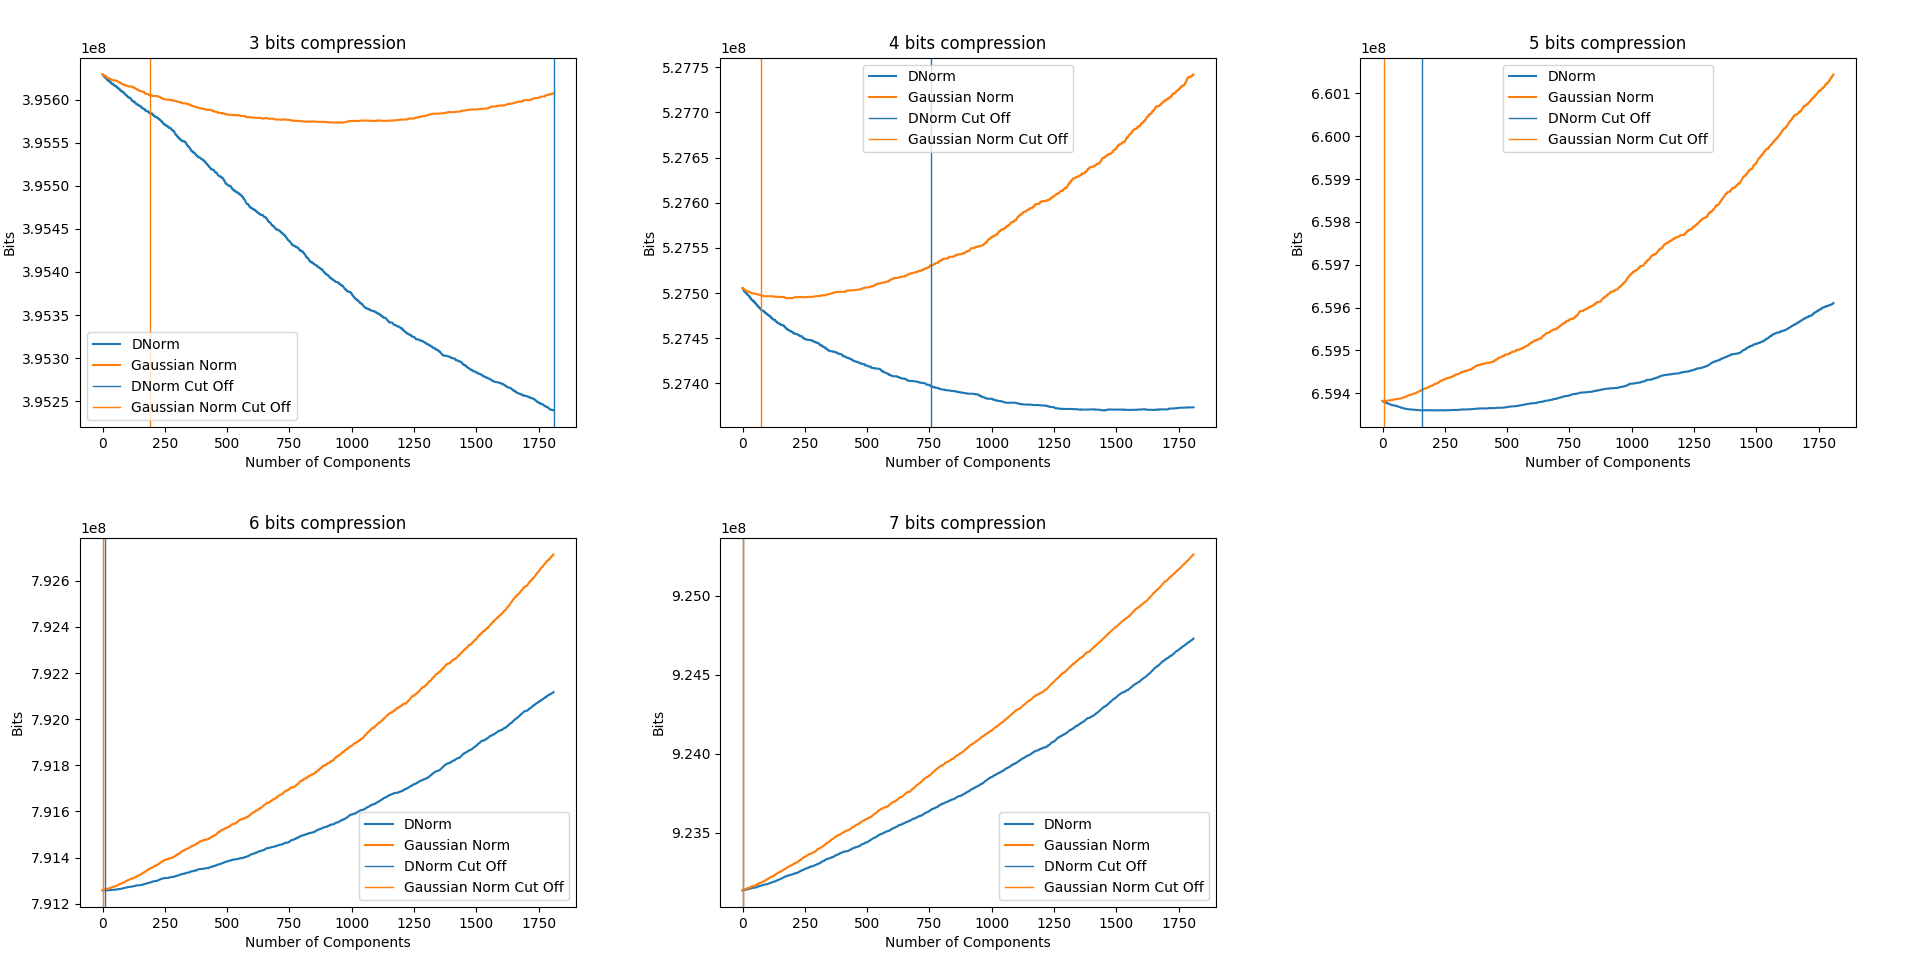 3 bits compression
1e8
3.9560
3.9555
3.9550
3.9545
3.9540
3.9535
3.9530
3.9525
Bits
DNorm
Gaussian Norm
DNorm Cut Off
Gaussian Norm Cut Off
0 250 500 750 1000 1250 1500 1750
Number of Components
4 bits compression
1e8
5.2775
5.2770
5.2765
5.2760
5.2755
5.2750
5.2745
5.2740
Bits
DNorm
Gaussian Norm
DNorm Cut Off
Gaussian Norm Cut Off
0 250 500 750 1000 1250 1500 1750
Number of Components
5 bits compression
1e8
6.601
6.600
6.599
6.598
6.597
6.596
6.595
6.594
Bits
DNorm
Gaussian Norm
DNorm Cut Off
Gaussian Norm Cut Off
0 250 500 750 1000 1250 1500 1750
Number of Components
6 bits compression
1e8
7.926
7.924
7.922
7.920
7.918
7.916
7.914
7.912
Bits
DNorm
Gaussian Norm
DNorm Cut Off
Gaussian Norm Cut Off
0 250 500 750 1000 1250 1500 1750
Number of Components
7 bits compression
1e8
9.250
9.245
9.240
9.235
Bits
DNorm
Gaussian Norm
DNorm Cut Off
Gaussian Norm Cut Off
0 250 500 750 1000 1250 1500 1750
Number of Components